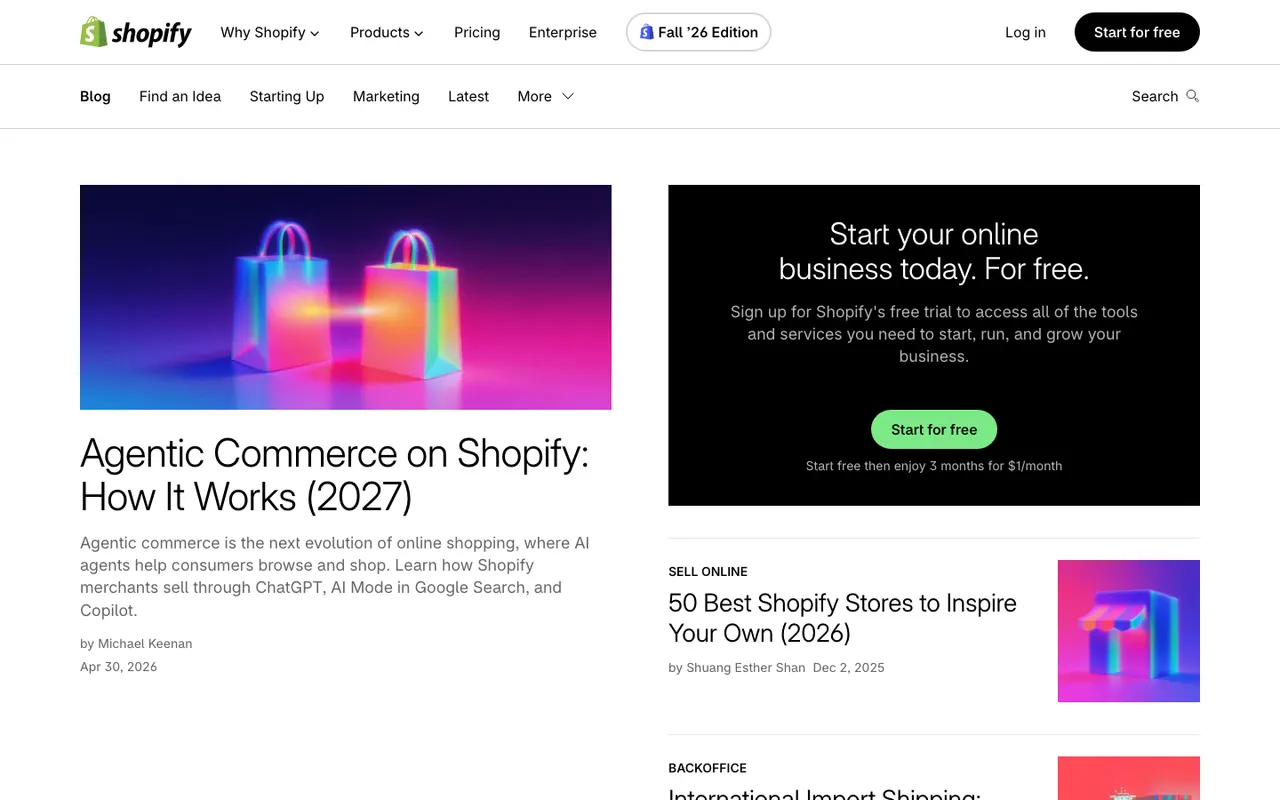 shopify
Why Shopify
Products
Pricing
Enterprise
Fall ’26 Edition
Log in
Start for free
Blog
Find an Idea
Starting Up
Marketing
Latest
More
Search
Agentic Commerce on Shopify:
How It Works (2027)
Agentic commerce is the next evolution of online shopping, where AI
agents help consumers browse and shop. Learn how Shopify
merchants sell through ChatGPT, AI Mode in Google Search, and
Copilot.
by Michael Keenan
Apr 30, 2026
Start your online
business today. For free.
Sign up for Shopify's free trial to access all of the tools
and services you need to start, run, and grow your
business.
Start for free
Start free then enjoy 3 months for $1/month
SELL ONLINE
50 Best Shopify Stores to Inspire
Your Own (2026)
by Shuang Esther Shan Dec 2, 2025
BACKOFFICE
International Import Shipping: